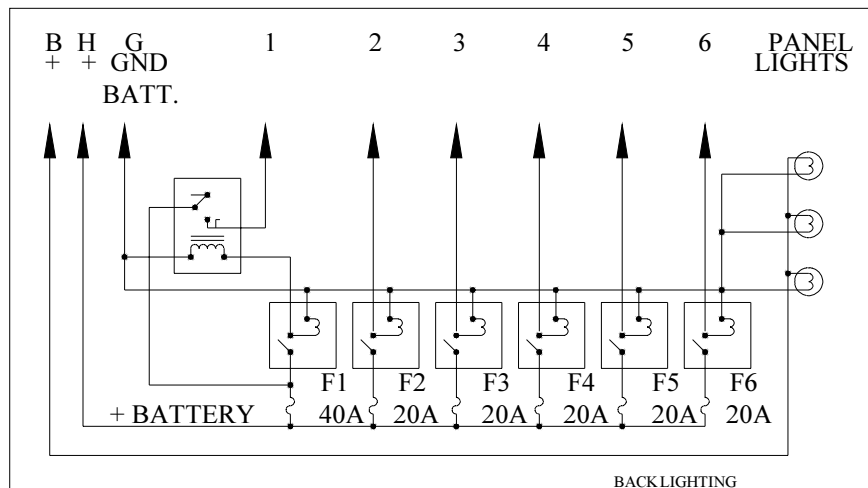 B H G 1 2 3 4 5 6 PANEL
+ + GND LIGHTS
BATT.
F1 F2 F3 F4 F5 F6
+ BATTERY 40A 20A 20A 20A 20A 20A
BACK LIGHTING